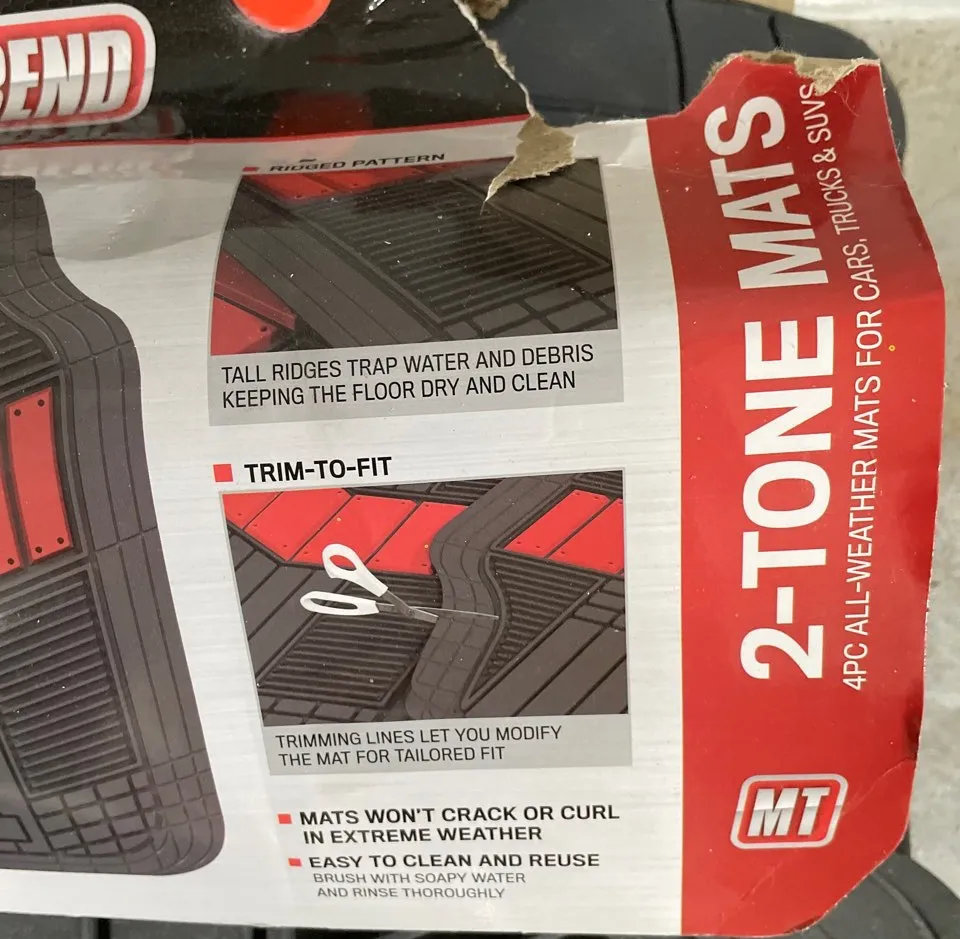 BEND
RIDGED PATTERN
TALL RIDGES TRAP WATER AND DEBRIS
KEEPING THE FLOOR DRY AND CLEAN
TRIM-TO-FIT
TRIMMING LINES LET YOU MODIFY
THE MAT FOR TAILORED FIT
MATS WON'T CRACK OR CURL
IN EXTREME WEATHER
EASY TO CLEAN AND REUSE
BRUSH WITH SOAPY WATER
AND RINSE THOROUGHLY
2-TONE MATS
4PC ALL-WEATHER MATS FOR CARS, TRUCKS & SUVS
MT